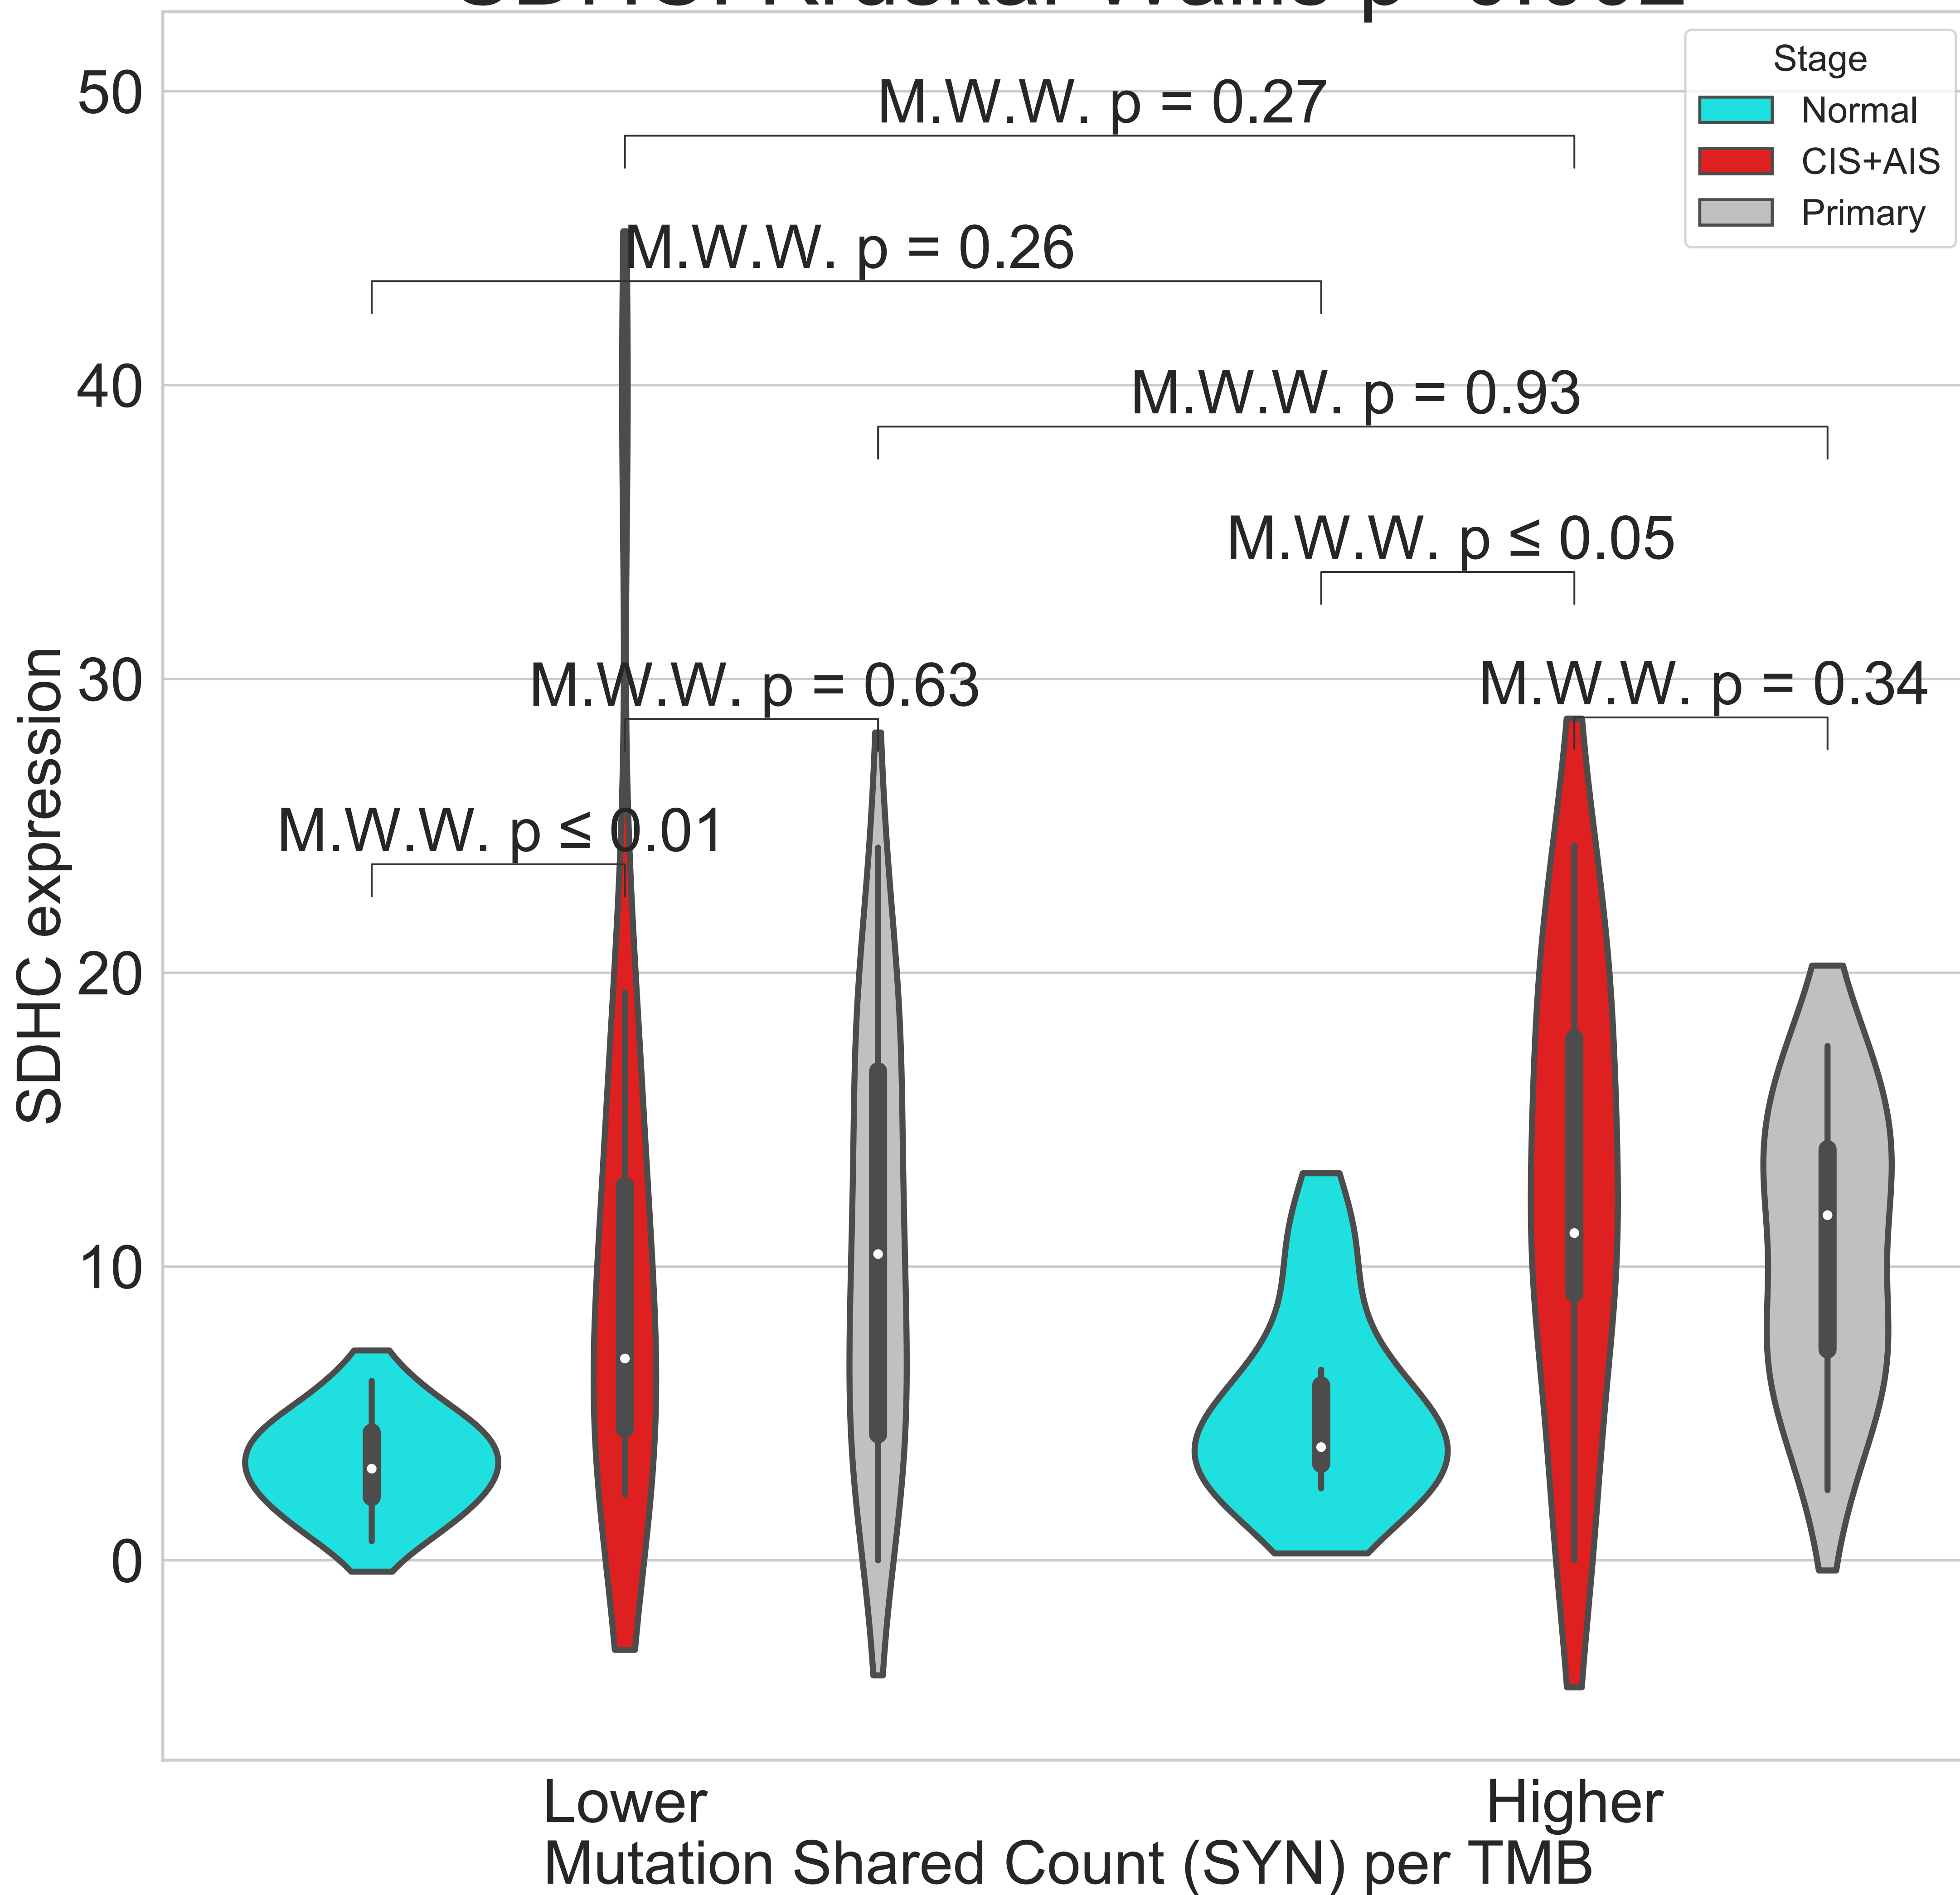 50
40
30
20
10
0
SDHC expression
Stage
Normal
CIS+AIS
Primary
M.W.W. p = 0.27
M.W.W. p = 0.26
M.W.W. p = 0.93
M.W.W. p ≤ 0.05
M.W.W. p = 0.63
M.W.W. p = 0.34
M.W.W. p ≤ 0.01
Lower
Higher
Mutation Shared Count (SYN) per TMB